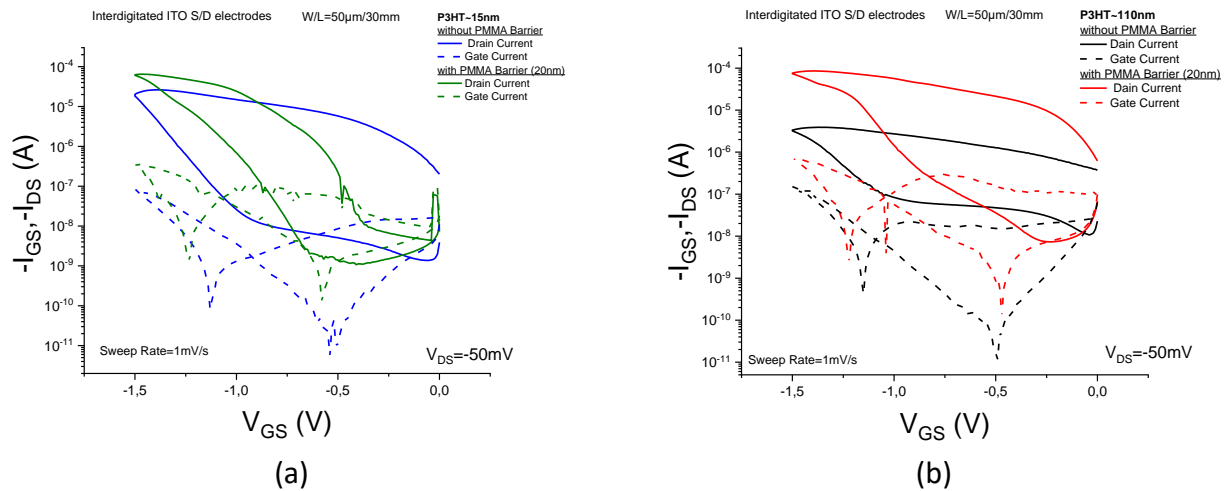 Interdigitated ITO S/D electrodes W/L=50µm/30mm
P3HT~15nm
without PMMA Barrier
Drain Current
Gate Current
with PMMA Barrier (20nm)
Drain Current
Gate Current
10⁻⁴
10⁻⁵
10⁻⁶
10⁻⁷
10⁻⁸
10⁻⁹
10⁻¹⁰
10⁻¹¹
-I_GS,-I_DS (A)
Sweep Rate=1mV/s
V_DS=-50mV
-1,5 -1,0 -0,5 0,0
V_GS (V)
(a)
Interdigitated ITO S/D electrodes W/L=50µm/30mm
P3HT~110nm
without PMMA Barrier
Dain Current
Gate Current
with PMMA Barrier (20nm)
Dain Current
Gate Current
10⁻⁴
10⁻⁵
10⁻⁶
10⁻⁷
10⁻⁸
10⁻⁹
10⁻¹⁰
10⁻¹¹
-I_GS,-I_DS (A)
Sweep Rate=1mV/s
V_DS=-50mV
-1,5 -1,0 -0,5 0,0
V_GS (V)
(b)